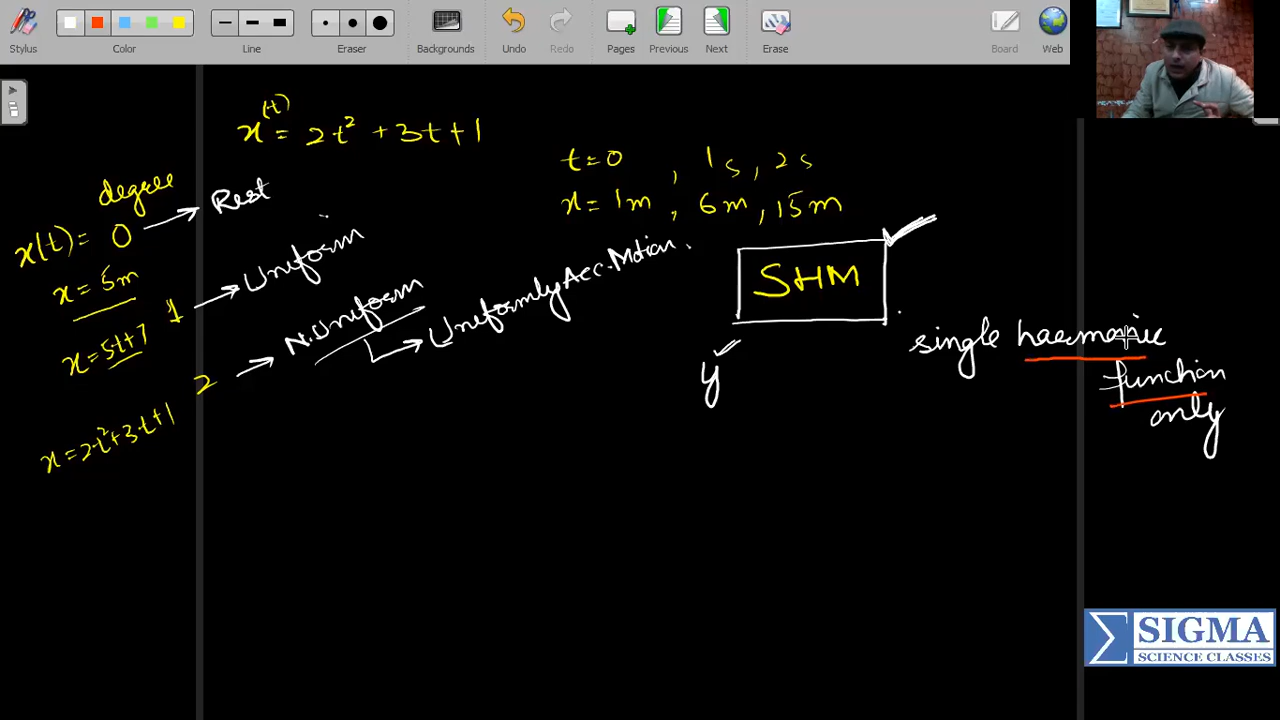 Stylus
Color
Line
Eraser
Backgrounds
Undo
Redo
Pages
Previous
Next
Erase
Board
Web
x(t) = 2t² + 3t + 1
t=0 , 1s, 2s
x= 1m , 6m, 15m
degree
x(t)= 0 → Rest
x = 5m
1 → Uniform
x=5t+7
2 → N.Uniform
↳ Uneformly Acc. Motion.
x=2t²+3t+1
SHM
y
single haemonic
function
only
SIGMA
SCIENCE CLASSES